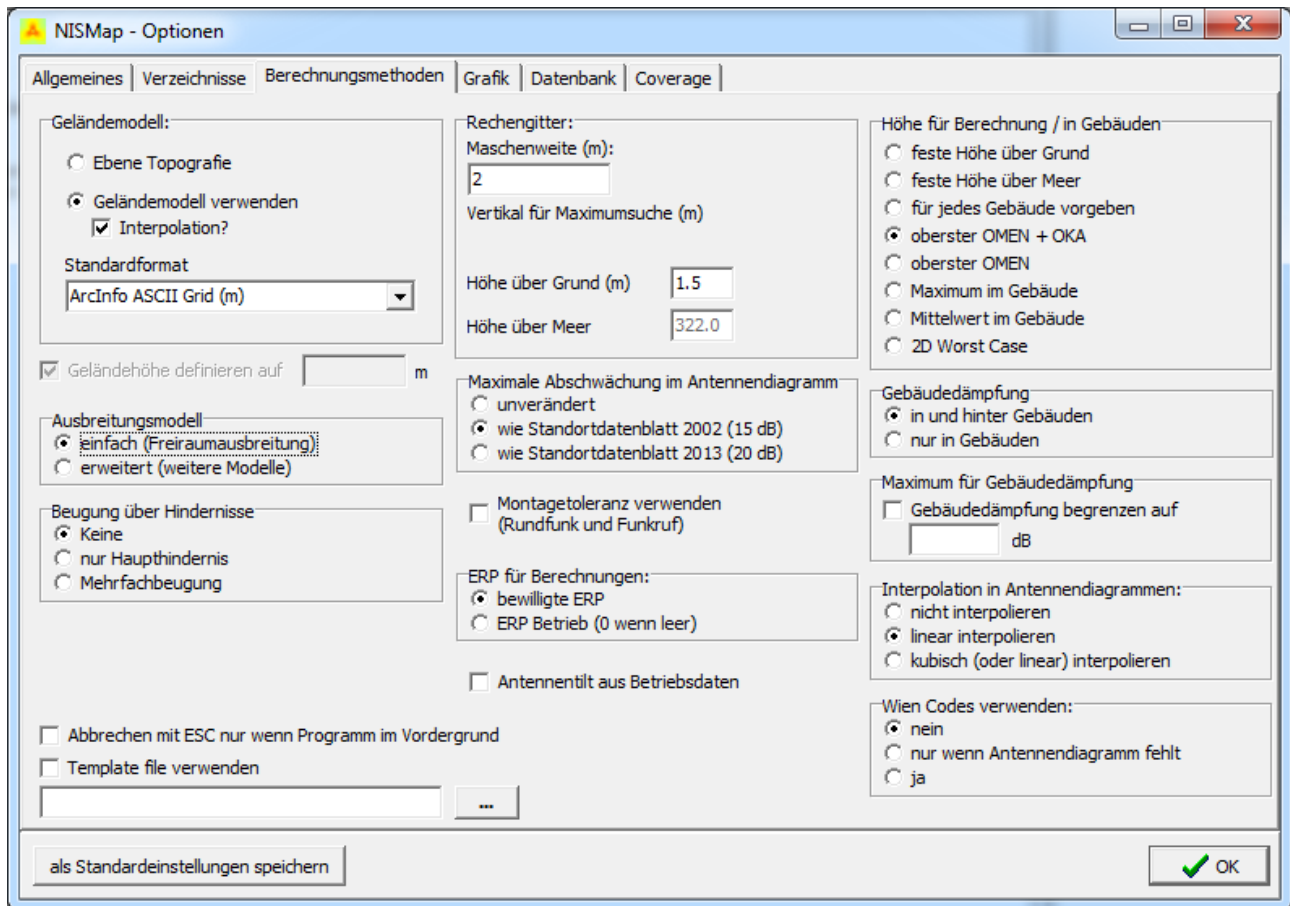 NISMap - Optionen
Allgemeines
Verzeichnisse
Berechnungsmethoden
Grafik
Datenbank
Coverage
Geländemodell:
Ebene Topografie
Geländemodell verwenden
Interpolation?
Standardformat
ArcInfo ASCII Grid (m)
Geländehöhe definieren auf m
Ausbreitungsmodell
einfach (Freiraumausbreitung)
erweitert (weitere Modelle)
Beugung über Hindernisse
Keine
nur Haupthindernis
Mehrfachbeugung
Rechengitter:
Maschenweite (m):
2
Vertikal für Maximumsuche (m)
Höhe über Grund (m) 1.5
Höhe über Meer 322.0
Maximale Abschwächung im Antennendiagramm
unverändert
wie Standortdatenblatt 2002 (15 dB)
wie Standortdatenblatt 2013 (20 dB)
Montagetoleranz verwenden
(Rundfunk und Funkruf)
ERP für Berechnungen:
bewilligte ERP
ERP Betrieb (0 wenn leer)
Antennentilt aus Betriebsdaten
Höhe für Berechnung / in Gebäuden
feste Höhe über Grund
feste Höhe über Meer
für jedes Gebäude vorgeben
oberster OMEN + OKA
oberster OMEN
Maximum im Gebäude
Mittelwert im Gebäude
2D Worst Case
Gebäudedämpfung
in und hinter Gebäuden
nur in Gebäuden
Maximum für Gebäudedämpfung
Gebäudedämpfung begrenzen auf
dB
Interpolation in Antennendiagrammen:
nicht interpolieren
linear interpolieren
kubisch (oder linear) interpolieren
Wien Codes verwenden:
nein
nur wenn Antennendiagramm fehlt
ja
Abbrechen mit ESC nur wenn Programm im Vordergrund
Template file verwenden
...
als Standardeinstellungen speichern
OK